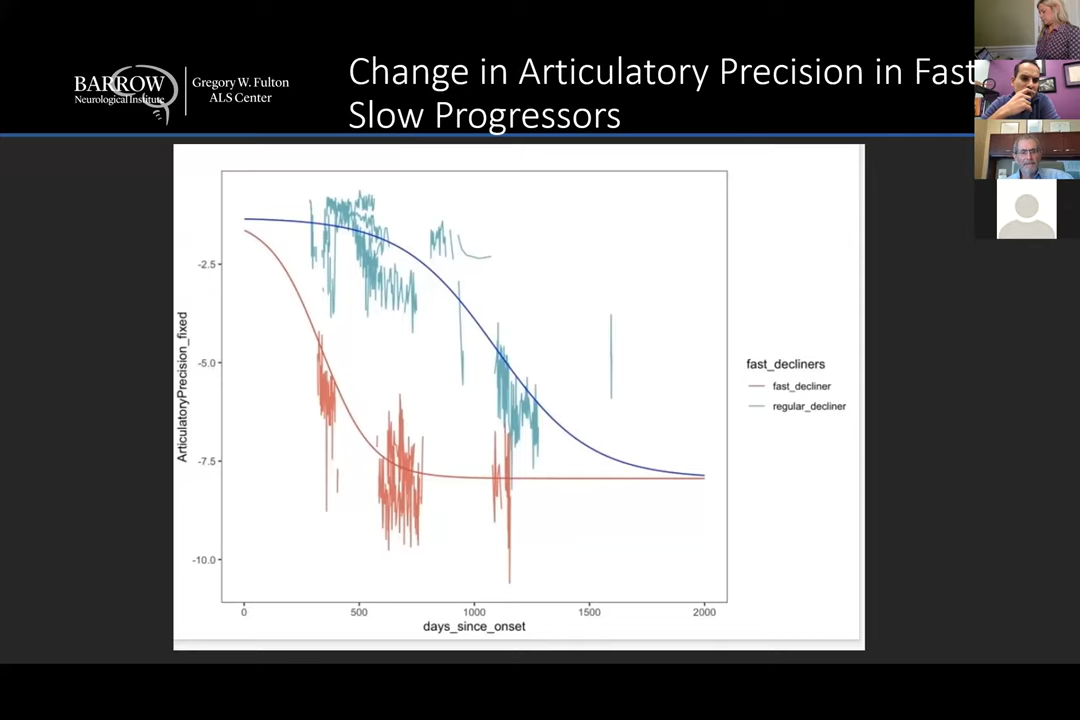 BARROW
Neurological Institute
Gregory W. Fulton
ALS Center
Change in Articulatory Precision in Fast
Slow Progressors
ArticulatoryPrecision_fixed
-2.5
-5.0
-7.5
-10.0
0
500
1000
1500
2000
days_since_onset
fast_decliners
fast_decliner
regular_decliner